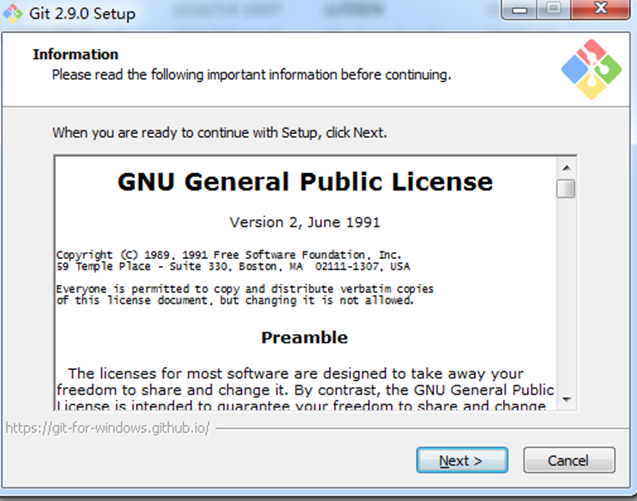 Git 2.9.0 Setup
Information
Please read the following important information before continuing.
When you are ready to continue with Setup, click Next.
GNU General Public License
Version 2, June 1991
Copyright (C) 1989, 1991 Free Software Foundation, Inc.
59 Temple Place - Suite 330, Boston, MA  02111-1307, USA
Everyone is permitted to copy and distribute verbatim copies
of this license document, but changing it is not allowed.
Preamble
The licenses for most software are designed to take away your
freedom to share and change it. By contrast, the GNU General Public
License is intended to guarantee your freedom to share and change
https://git-for-windows.github.io/
Next >
Cancel